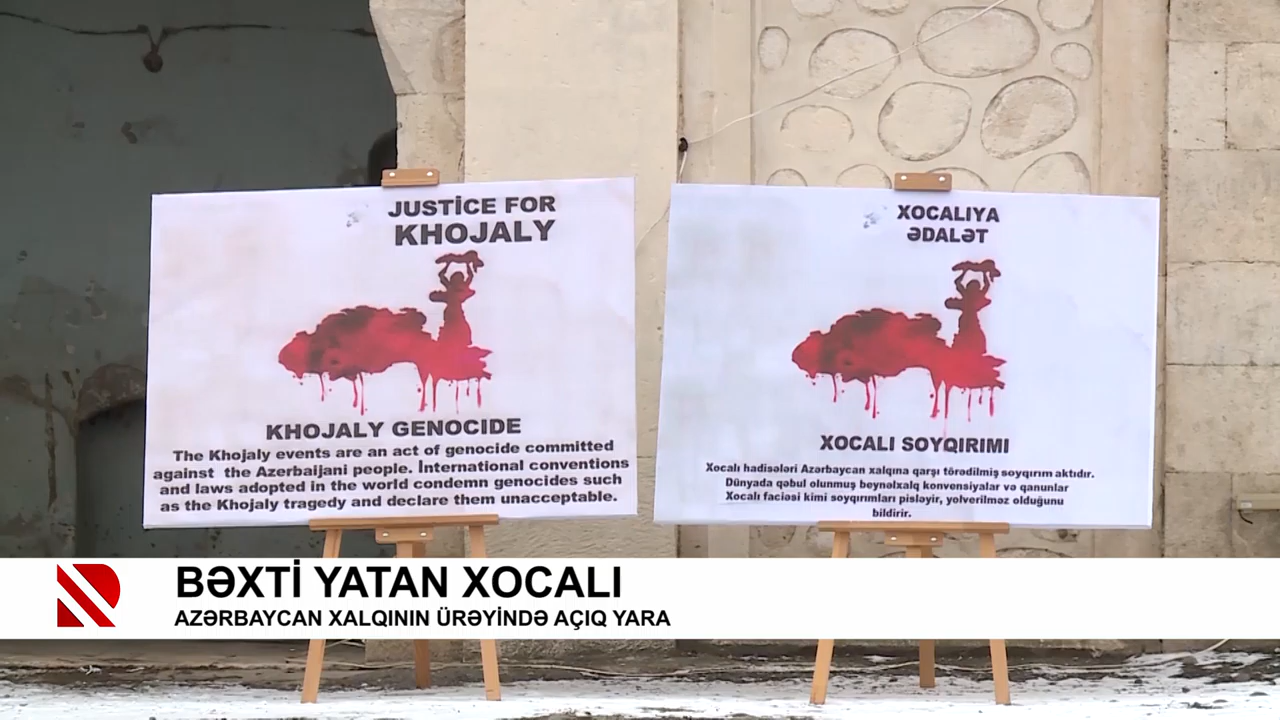 JUSTİCE FOR
KHOJALY
KHOJALY GENOCIDE
The Khojaly events are an act of genocide committed
against the Azerbaijani people. International conventions
and laws adopted in the world condemn genocides such
as the Khojaly tragedy and declare them unacceptable.
XOCALIYA
ƏDALƏT
XOCALI SOYQIRIMI
Xocalı hadisələri Azərbaycan xalqına qarşı törədilmiş soyqırım aktıdır.
Dünyada qəbul olunmuş beynəlxalq konvensiyalar və qanunlar
Xocalı faciəsi kimi soyqırımları pisləyir, yolverilməz olduğunu
bildirir.
BƏXTİ YATAN XOCALI
AZƏRBAYCAN XALQININ ÜRƏYİNDƏ AÇIQ YARA